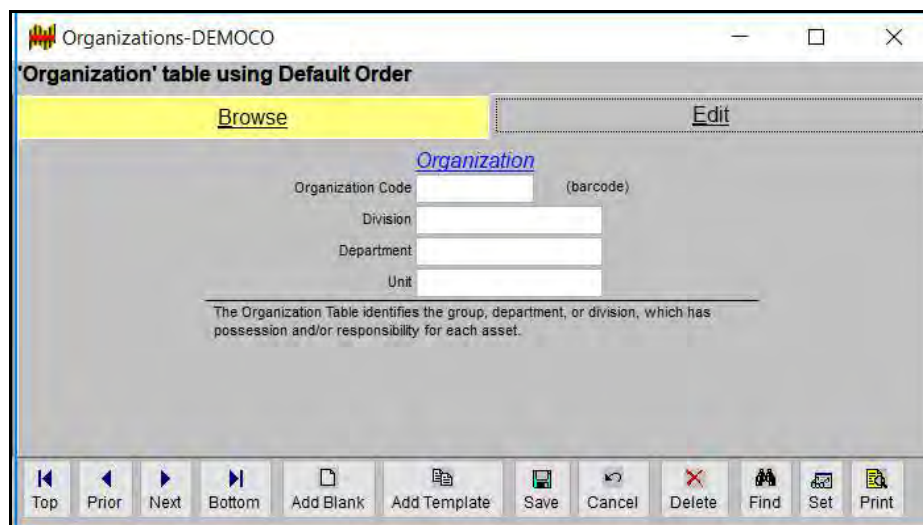 Organizations-DEMOCO
'Organization' table using Default Order
Browse Edit
Organization
Organization Code (barcode)
Division
Department
Unit
The Organization Table identifies the group, department, or division, which has
possession and/or responsibility for each asset.
Top Prior Next Bottom Add Blank Add Template Save Cancel Delete Find Set Print